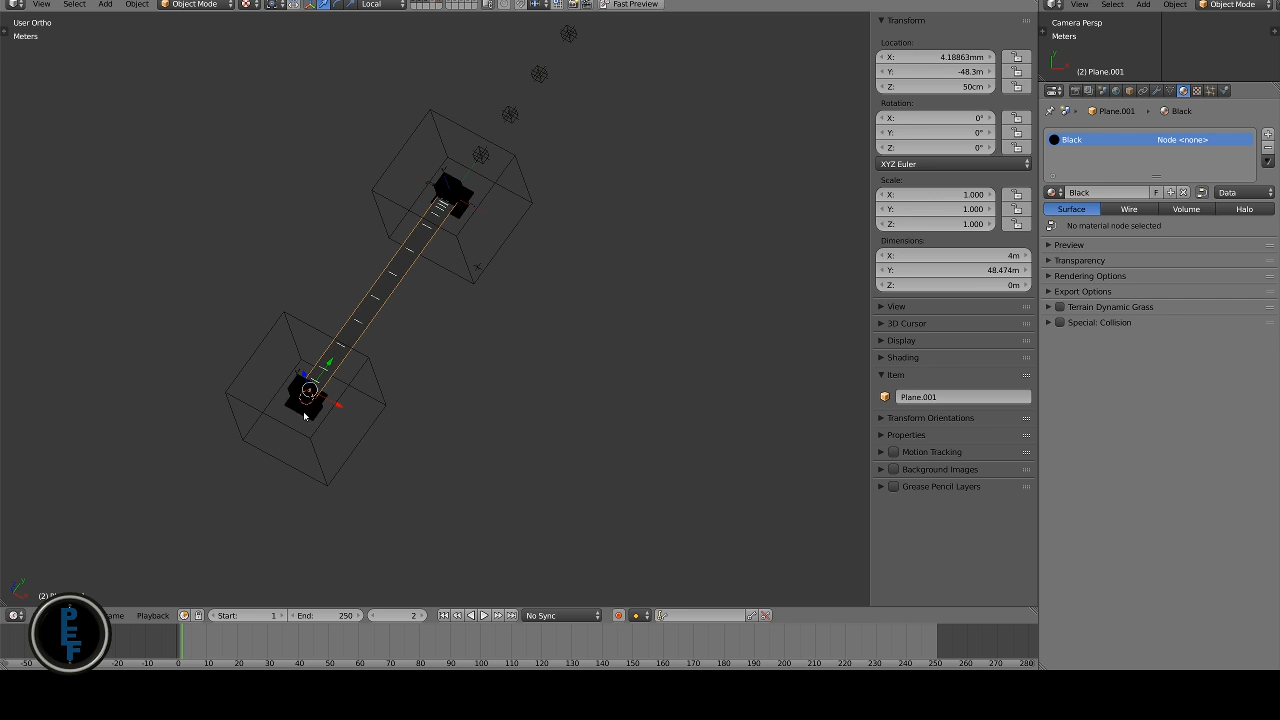 View Select Add Object Object Mode Local Fast Preview
User Ortho
Meters
(2)
Transform
Location:
X: 4.18863mm
Y: -48.3m
Z: 50cm
Rotation:
X: 0°
Y: 0°
Z: 0°
XYZ Euler
Scale:
X: 1.000
Y: 1.000
Z: 1.000
Dimensions:
X: 4m
Y: 48.474m
Z: 0m
View
3D Cursor
Display
Shading
Item
Plane.001
Transform Orientations
Properties
Motion Tracking
Background Images
Grease Pencil Layers
View Select Add Object Object Mode
Camera Persp
Meters
(2) Plane.001
Plane.001 Black
Black Node <none>
Black F Data
Surface Wire Volume Halo
No material node selected
Preview
Transparency
Rendering Options
Export Options
Terrain Dynamic Grass
Special: Collision
Playback Start: 1 End: 250 2 No Sync
-50 -20 -10 0 10 20 30 40 50 60 70 80 90 100 110 120 130 140 150 160 170 180 190 200 210 220 230 240 250 260 270 280
PEF